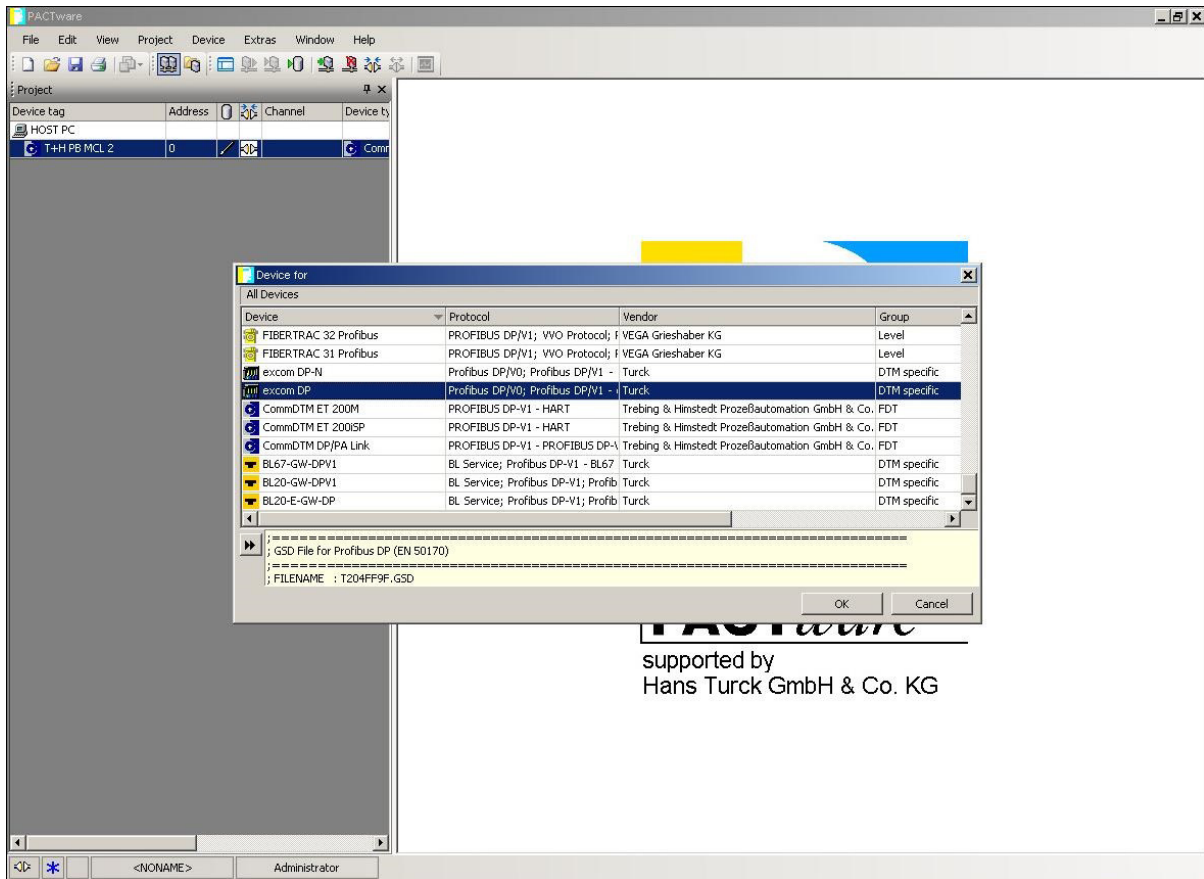 PACTware
File Edit View Project Device Extras Window Help
Project
Device tag Address Channel Device ty
HOST PC
T+H PB MCL 2 0 Comm
Device for
All Devices
Device Protocol Vendor Group
FIBERTRAC 32 Profibus PROFIBUS DP/V1; VVO Protocol; VEGA Grieshaber KG Level
FIBERTRAC 31 Profibus PROFIBUS DP/V1; VVO Protocol; VEGA Grieshaber KG Level
excom DP-N Profibus DP/V0; Profibus DP/V1 - Turck DTM specific
excom DP Profibus DP/V0; Profibus DP/V1 - Turck DTM specific
CommDTM ET 200M PROFIBUS DP-V1 - HART Trebing & Himstedt Prozeßautomation GmbH & Co. FDT
CommDTM ET 200iSP PROFIBUS DP-V1 - HART Trebing & Himstedt Prozeßautomation GmbH & Co. FDT
CommDTM DP/PA Link PROFIBUS DP-V1 - PROFIBUS DP-V Trebing & Himstedt Prozeßautomation GmbH & Co. FDT
BL67-GW-DPV1 BL Service; Profibus DP-V1 - BL67 Turck DTM specific
BL20-GW-DPV1 BL Service; Profibus DP-V1; Profib Turck DTM specific
BL20-E-GW-DP BL Service; Profibus DP-V1; Profib Turck DTM specific
;==========================================================================
; GSD File for Profibus DP (EN 50170)
;==========================================================================
; FILENAME : T204FF9F.GSD
OK Cancel
supported by
Hans Turck GmbH & Co. KG
<NONAME> Administrator